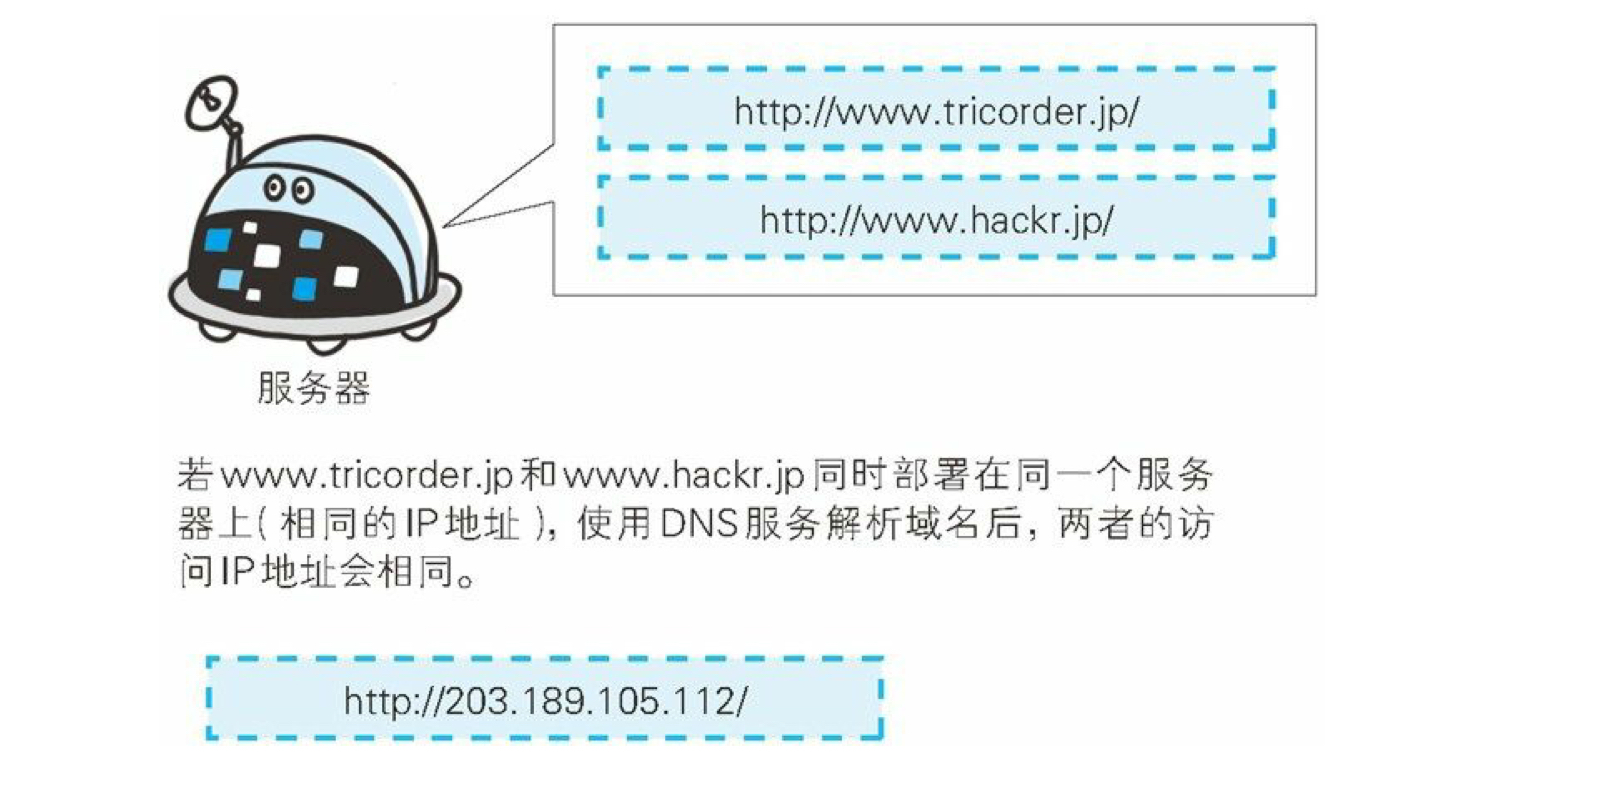 http://www.tricorder.jp/
http://www.hackr.jp/
服务器
若www.tricorder.jp和www.hackr.jp同时部署在同一个服务
器上(相同的IP地址),使用DNS服务解析域名后,两者的访
问IP地址会相同。
http://203.189.105.112/